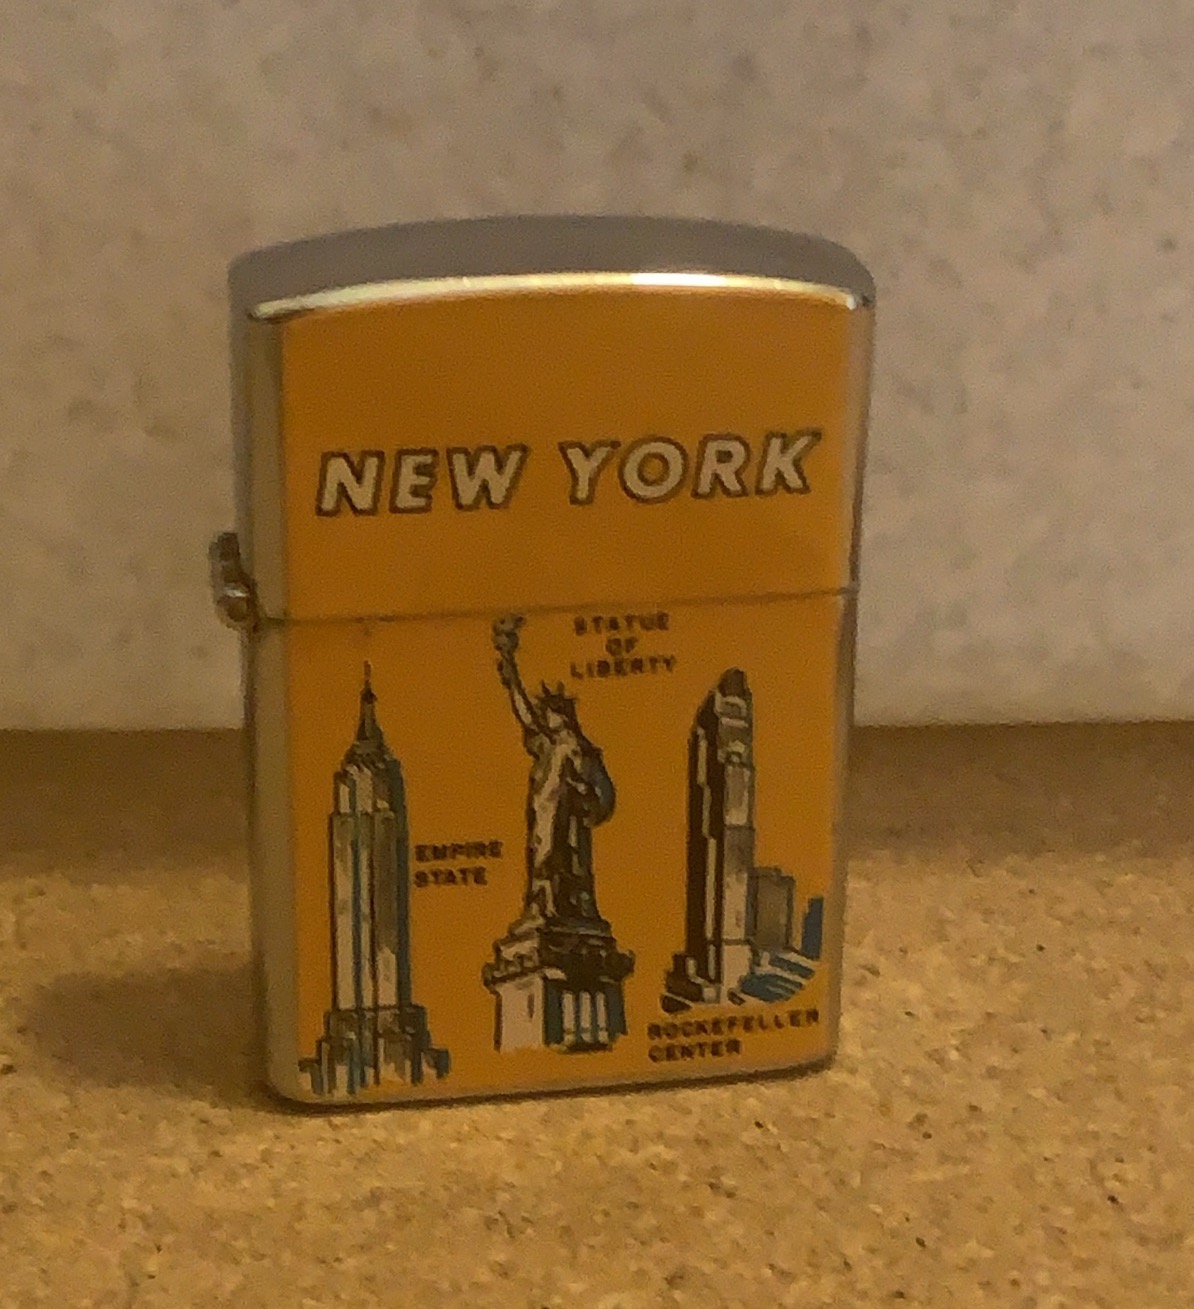 NEW YORK
STATUE
OF
LIBERTY
EMPIRE
STATE
ROCKEFELLER
CENTER